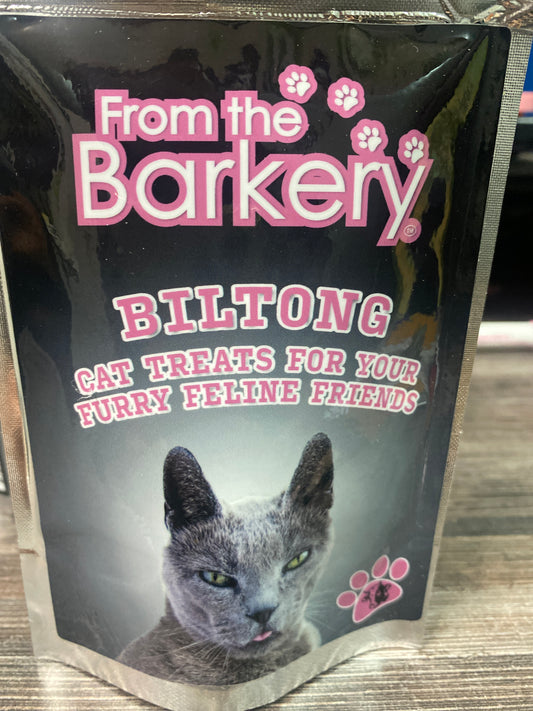 From the
Barkery
BILTONG
CAT TREATS FOR YOUR
FURRY FELINE FRIENDS